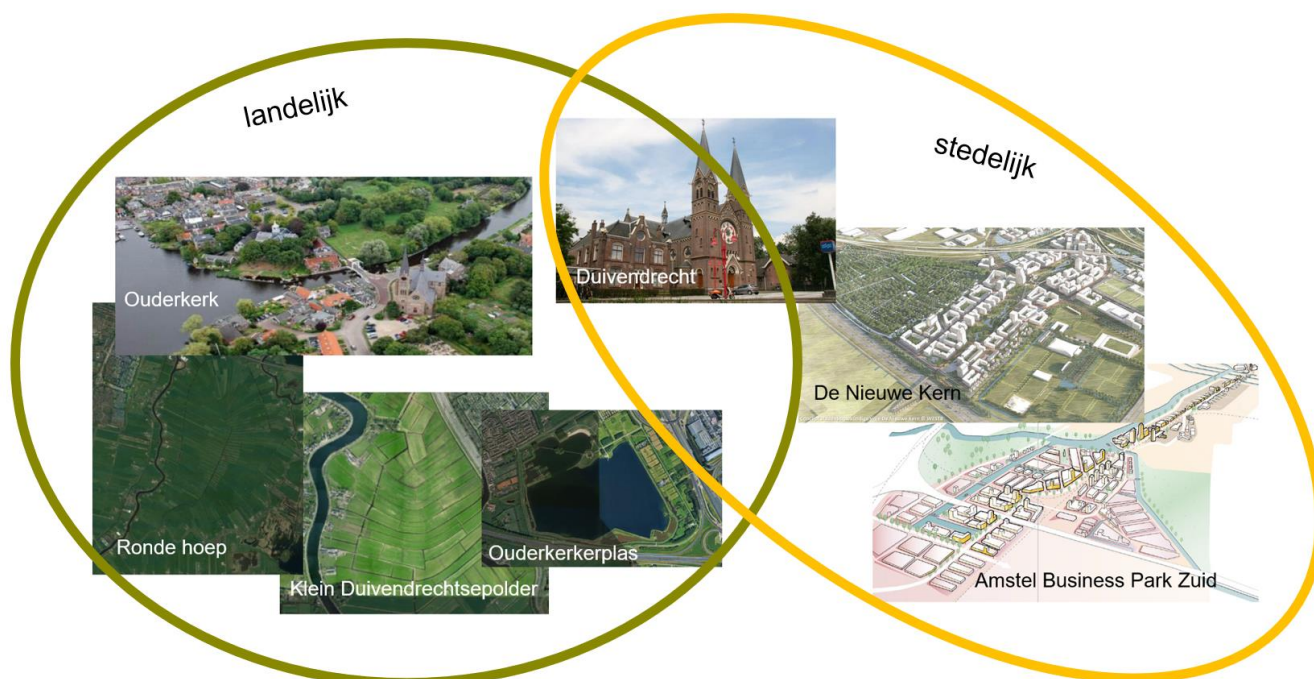 landelijk
stedelijk
Duivendrecht
Ouderkerk
De Nieuwe Kern
Ronde hoep
Klein Duivendrechtsepolder
Ouderkerkerplas
Amstel Business Park Zuid